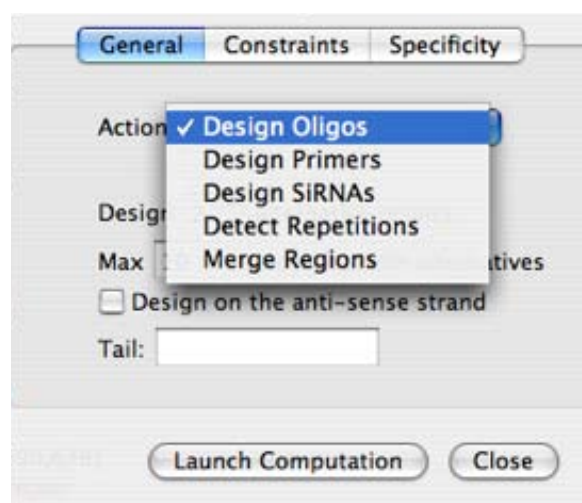 General Constraints Specificity
Action ✓ Design Oligos
Design Primers
Design SiRNAs
Detect Repetitions
Merge Regions
Design
Max
Design on the anti-sense strand
Tail:
Launch Computation Close